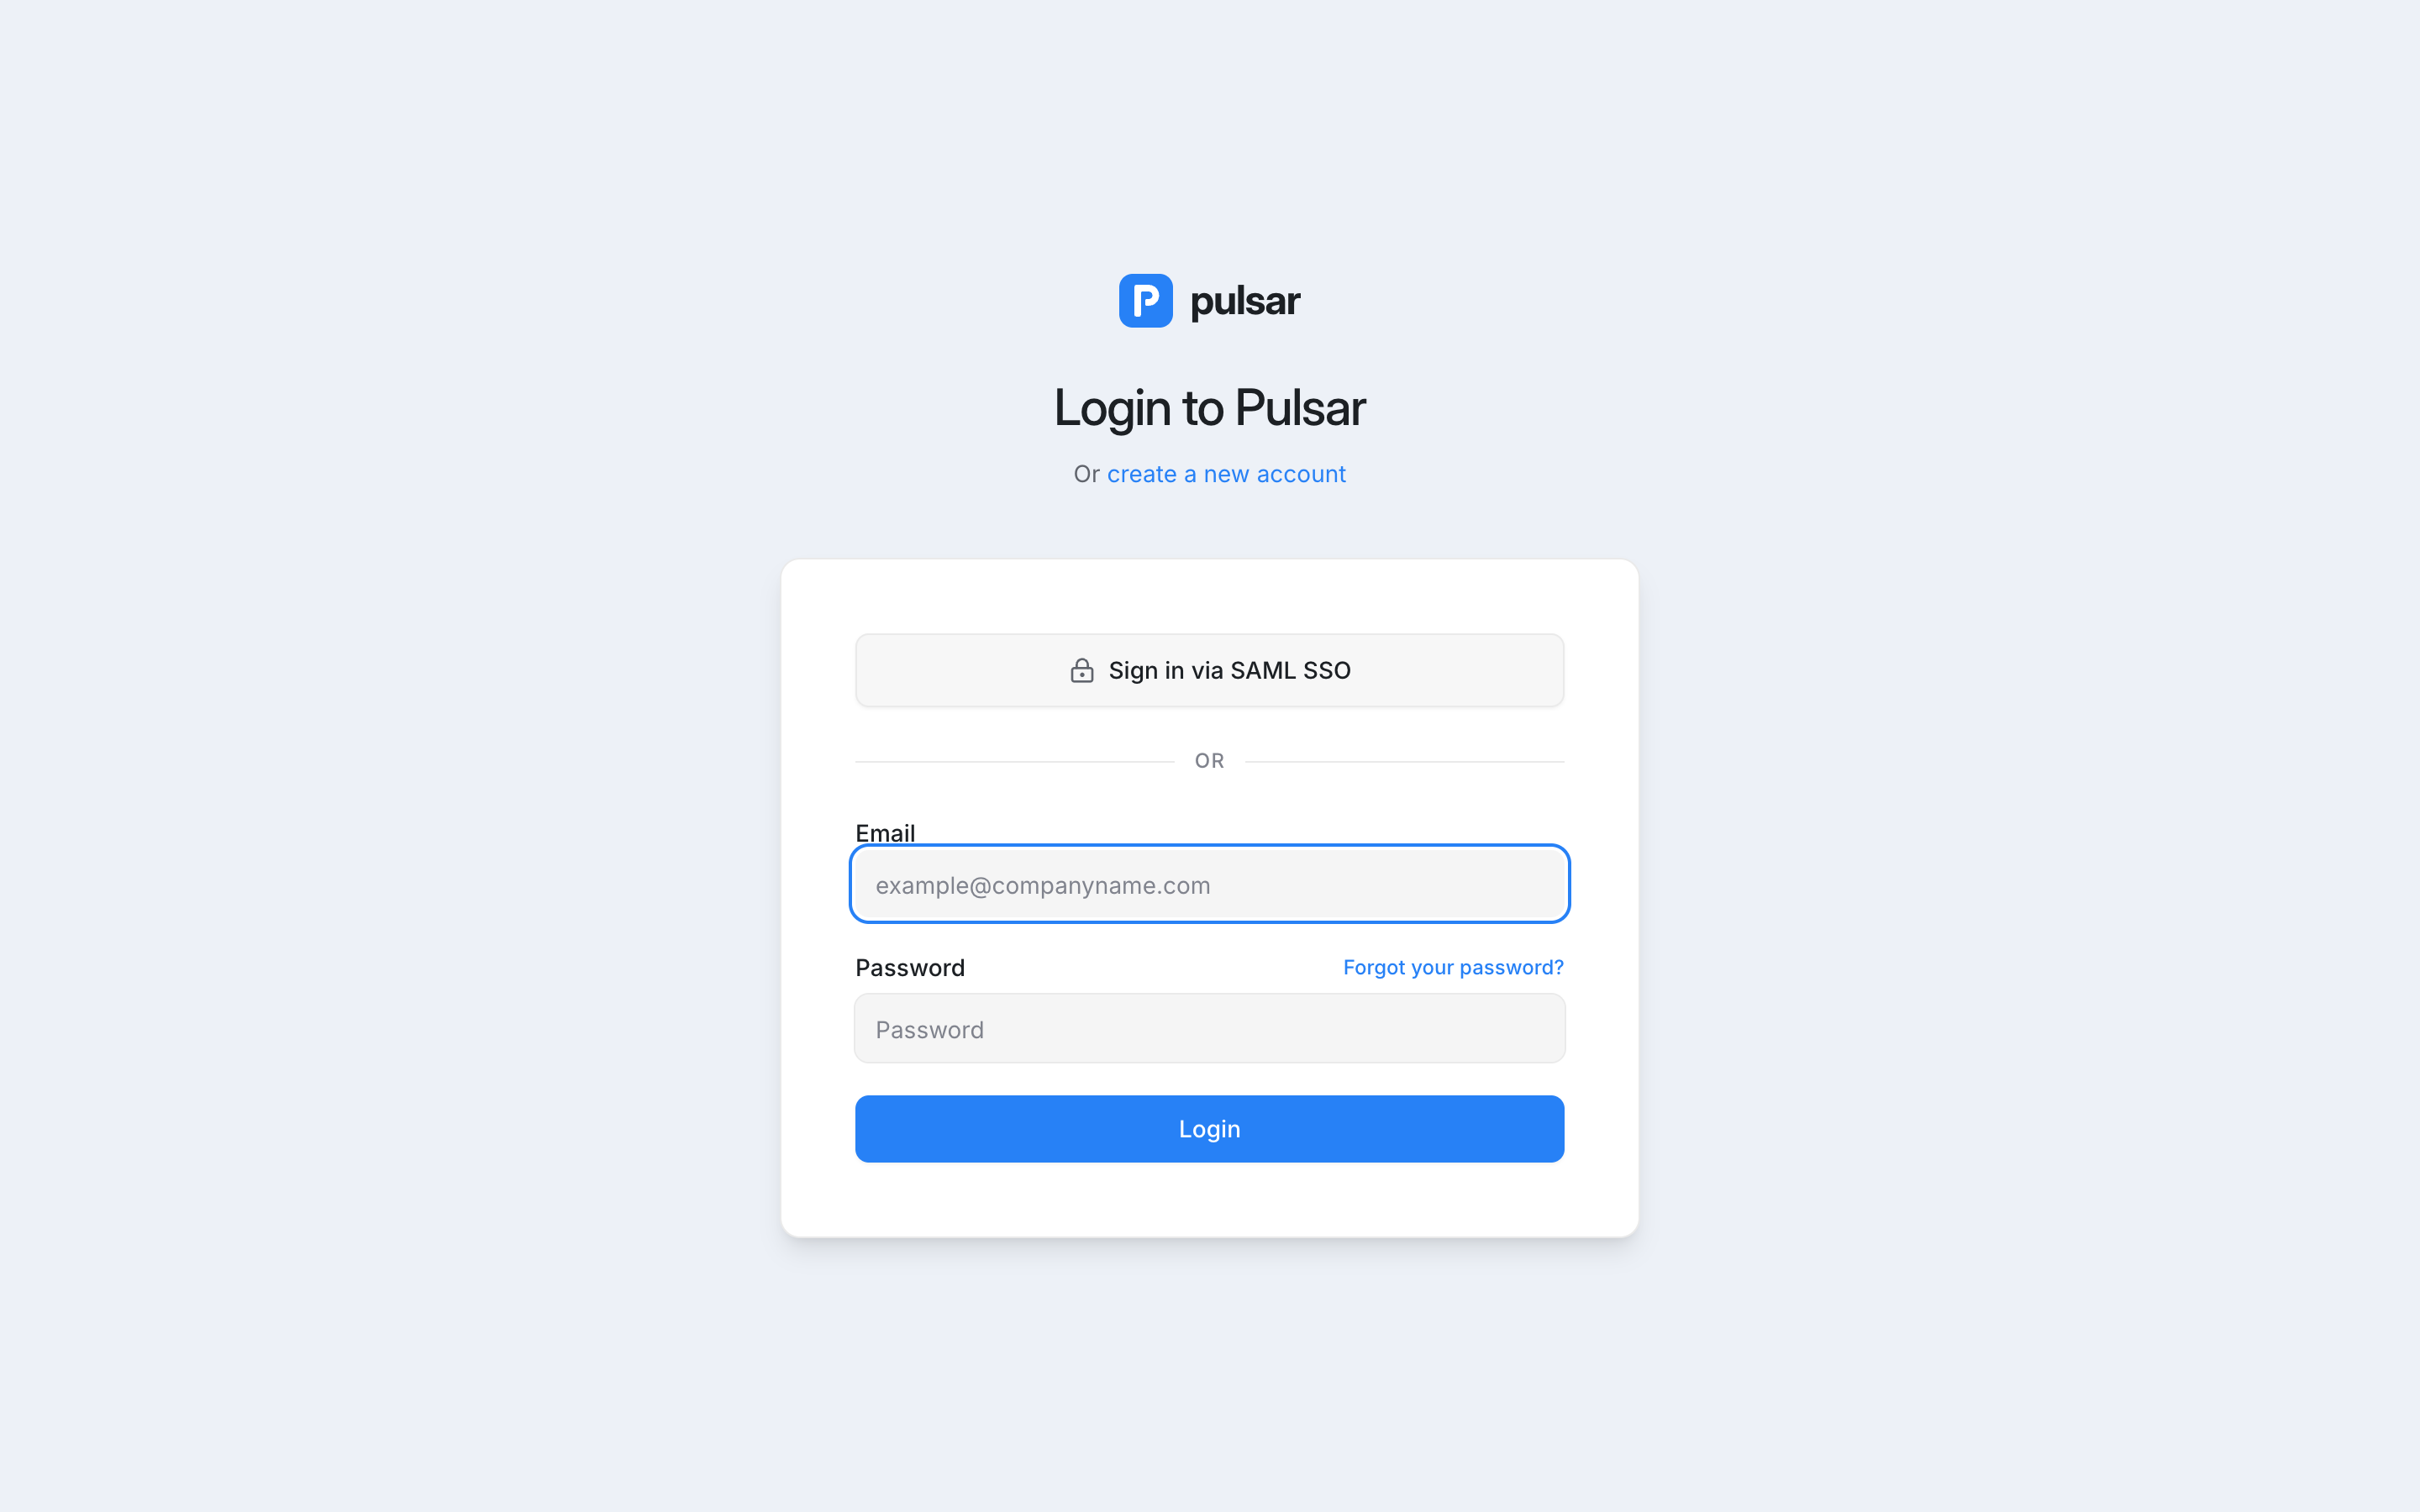 pulsar
Login to Pulsar
Or create a new account
Sign in via SAML SSO
OR
Email
example@companyname.com
Password Forgot your password?
Password
Login